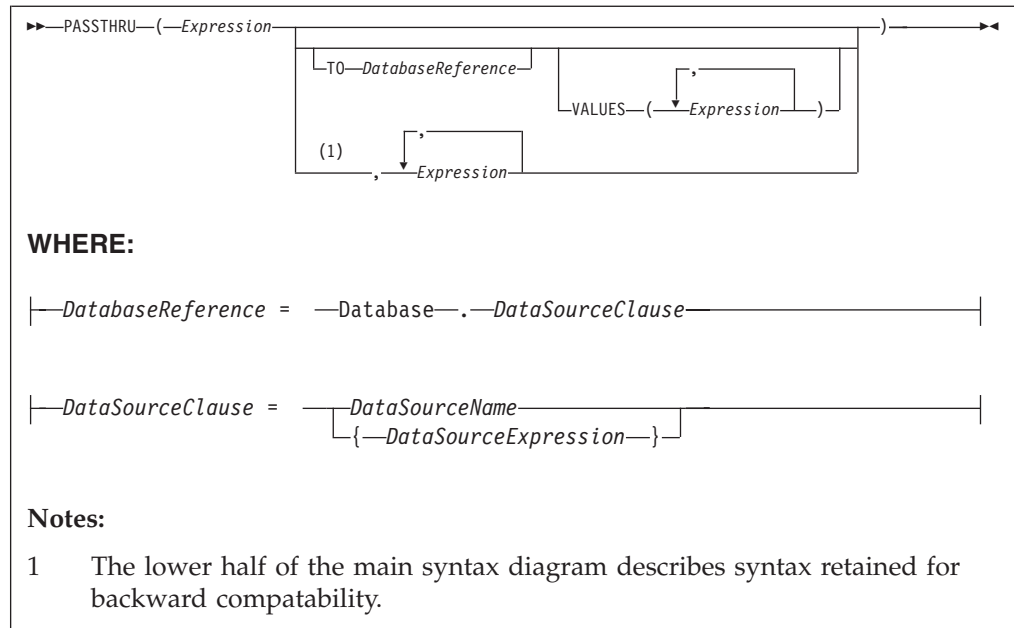 PASSTHRU ( Expression )
TO DatabaseReference
,
VALUES ( Expression )
,
(1)
, Expression
WHERE:
DatabaseReference = Database . DataSourceClause
DataSourceClause = DataSourceName
{ DataSourceExpression }
Notes:
1 The lower half of the main syntax diagram describes syntax retained for
backward compatability.